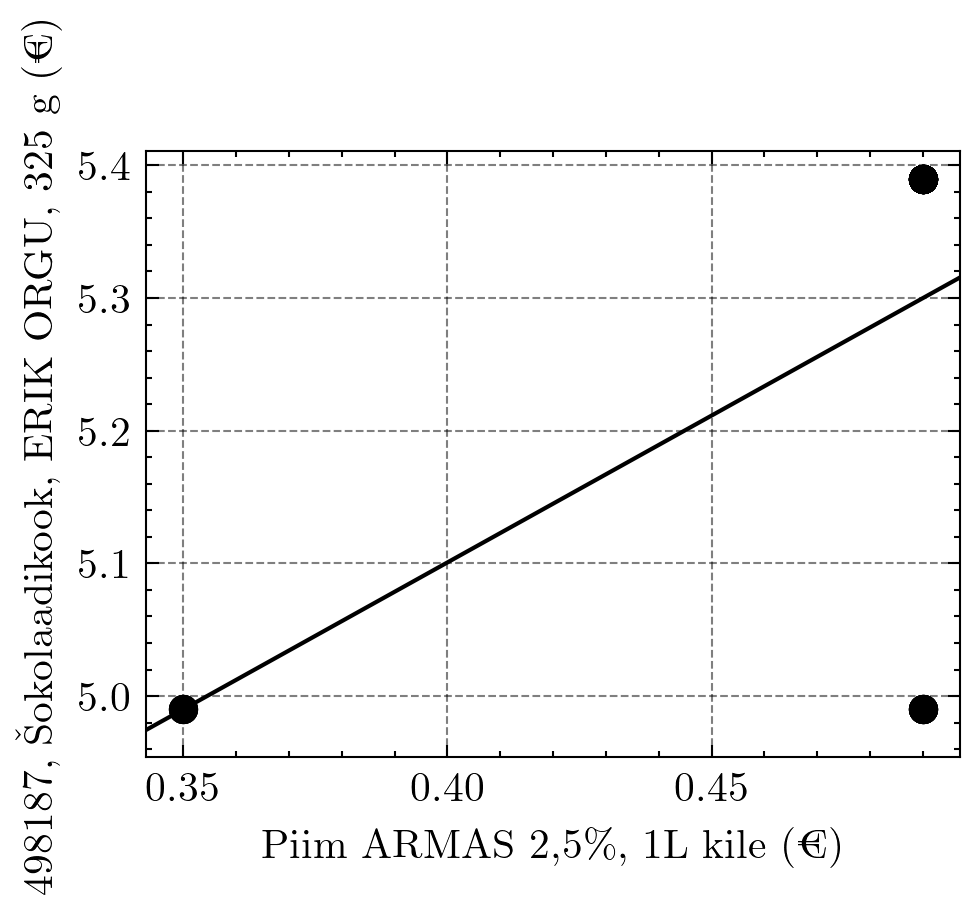 498187, Šokolaadikook, ERIK ORGU, 325 g (€)
5.4
5.3
5.2
5.1
5.0
0.35 0.40 0.45
Piim ARMAS 2,5%, 1L kile (€)